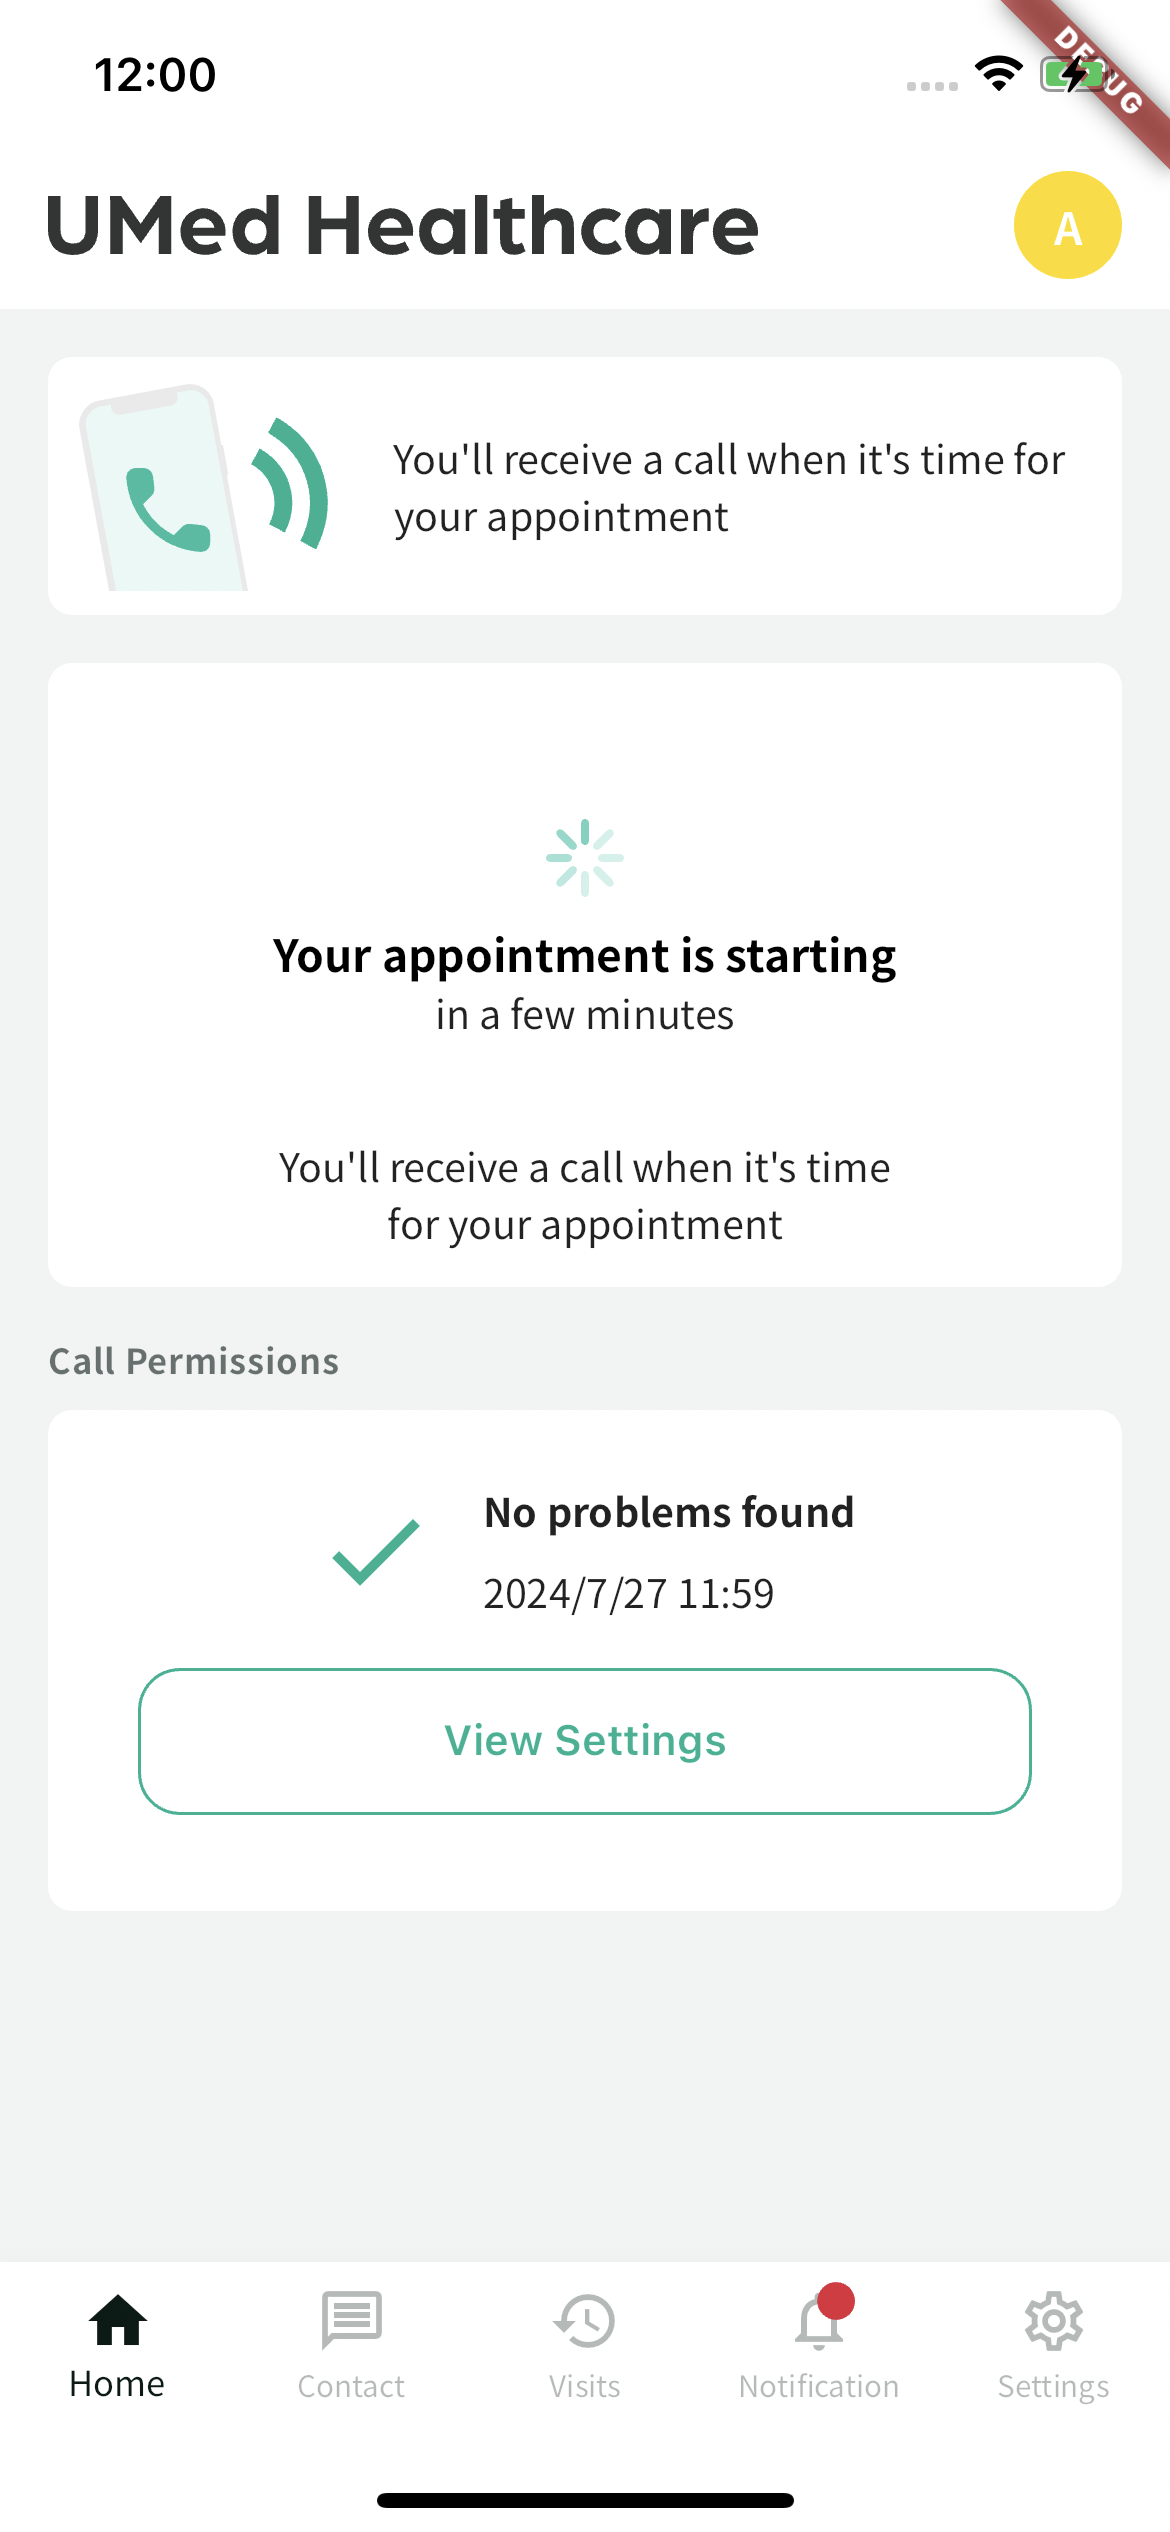 12:00
DEBUG
UMed Healthcare
A
You'll receive a call when it's time for
your appointment
Your appointment is starting
in a few minutes
You'll receive a call when it's time
for your appointment
Call Permissions
No problems found
2024/7/27 11:59
View Settings
Home
Contact
Visits
Notification
Settings